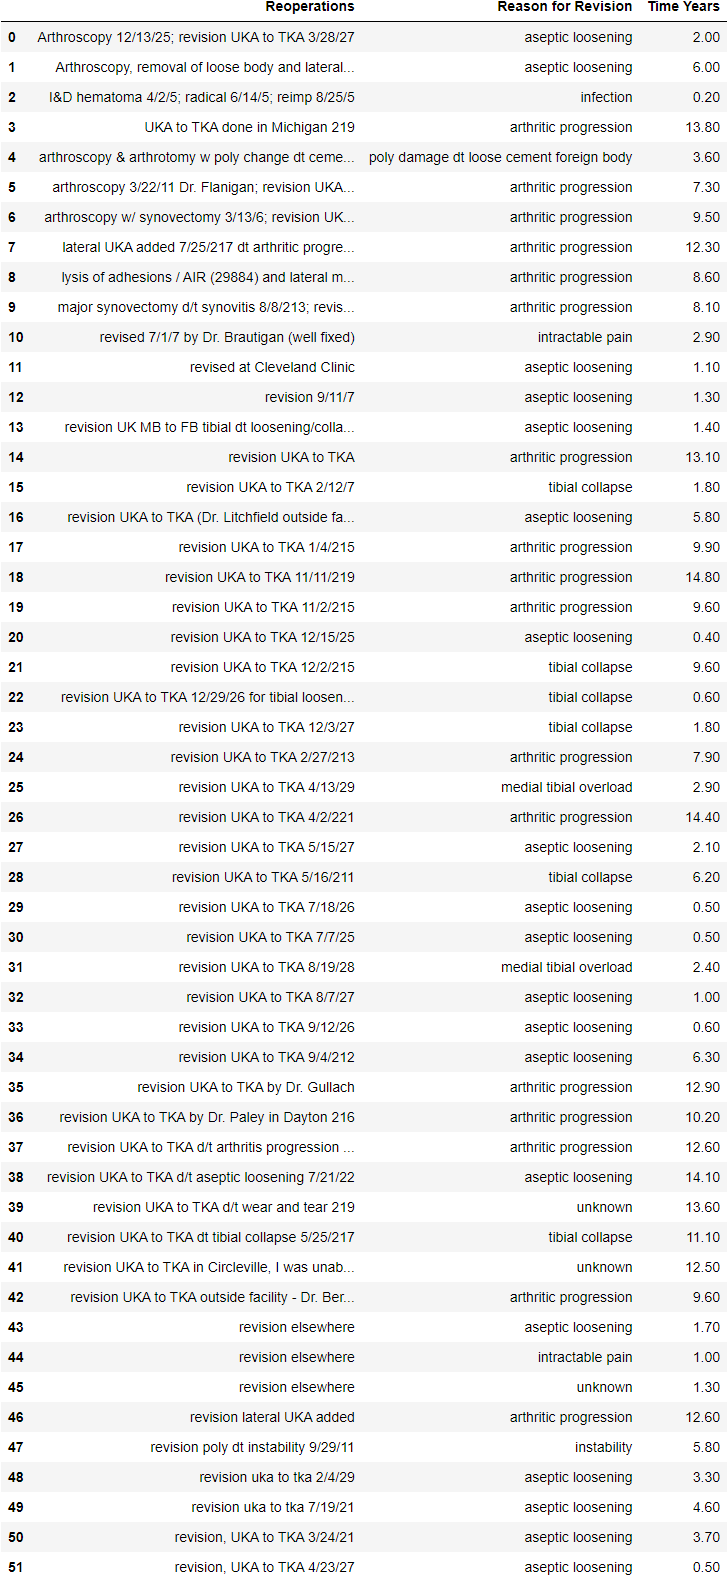 Reoperations Reason for Revision Time Years
0 Arthroscopy 12/13/25; revision UKA to TKA 3/28/27 aseptic loosening 2.00
1 Arthroscopy, removal of loose body and lateral... aseptic loosening 6.00
2 I&D hematoma 4/2/5; radical 6/14/5; reimp 8/25/5 infection 0.20
3 UKA to TKA done in Michigan 219 arthritic progression 13.80
4 arthroscopy & arthrotomy w poly change dt ceme... poly damage dt loose cement foreign body 3.60
5 arthroscopy 3/22/11 Dr. Flanigan; revision UKA... arthritic progression 7.30
6 arthroscopy w/ synovectomy 3/13/6; revision UK... arthritic progression 9.50
7 lateral UKA added 7/25/217 dt arthritic progre... arthritic progression 12.30
8 lysis of adhesions / AIR (29884) and lateral m... arthritic progression 8.60
9 major synovectomy d/t synovitis 8/8/213; revis... arthritic progression 8.10
10 revised 7/1/7 by Dr. Brautigan (well fixed) intractable pain 2.90
11 revised at Cleveland Clinic aseptic loosening 1.10
12 revision 9/11/7 aseptic loosening 1.30
13 revision UK MB to FB tibial dt loosening/colla... aseptic loosening 1.40
14 revision UKA to TKA arthritic progression 13.10
15 revision UKA to TKA 2/12/7 tibial collapse 1.80
16 revision UKA to TKA (Dr. Litchfield outside fa... aseptic loosening 5.80
17 revision UKA to TKA 1/4/215 arthritic progression 9.90
18 revision UKA to TKA 11/11/219 arthritic progression 14.80
19 revision UKA to TKA 11/2/215 arthritic progression 9.60
20 revision UKA to TKA 12/15/25 aseptic loosening 0.40
21 revision UKA to TKA 12/2/215 tibial collapse 9.60
22 revision UKA to TKA 12/29/26 for tibial loosen... tibial collapse 0.60
23 revision UKA to TKA 12/3/27 tibial collapse 1.80
24 revision UKA to TKA 2/27/213 arthritic progression 7.90
25 revision UKA to TKA 4/13/29 medial tibial overload 2.90
26 revision UKA to TKA 4/2/221 arthritic progression 14.40
27 revision UKA to TKA 5/15/27 aseptic loosening 2.10
28 revision UKA to TKA 5/16/211 tibial collapse 6.20
29 revision UKA to TKA 7/18/26 aseptic loosening 0.50
30 revision UKA to TKA 7/7/25 aseptic loosening 0.50
31 revision UKA to TKA 8/19/28 medial tibial overload 2.40
32 revision UKA to TKA 8/7/27 aseptic loosening 1.00
33 revision UKA to TKA 9/12/26 aseptic loosening 0.60
34 revision UKA to TKA 9/4/212 aseptic loosening 6.30
35 revision UKA to TKA by Dr. Gullach arthritic progression 12.90
36 revision UKA to TKA by Dr. Paley in Dayton 216 arthritic progression 10.20
37 revision UKA to TKA d/t arthritis progression ... arthritic progression 12.60
38 revision UKA to TKA d/t aseptic loosening 7/21/22 aseptic loosening 14.10
39 revision UKA to TKA d/t wear and tear 219 unknown 13.60
40 revision UKA to TKA dt tibial collapse 5/25/217 tibial collapse 11.10
41 revision UKA to TKA in Circleville, I was unab... unknown 12.50
42 revision UKA to TKA outside facility - Dr. Ber... arthritic progression 9.60
43 revision elsewhere aseptic loosening 1.70
44 revision elsewhere intractable pain 1.00
45 revision elsewhere unknown 1.30
46 revision lateral UKA added arthritic progression 12.60
47 revision poly dt instability 9/29/11 instability 5.80
48 revision uka to tka 2/4/29 aseptic loosening 3.30
49 revision uka to tka 7/19/21 aseptic loosening 4.60
50 revision, UKA to TKA 3/24/21 aseptic loosening 3.70
51 revision, UKA to TKA 4/23/27 aseptic loosening 0.50